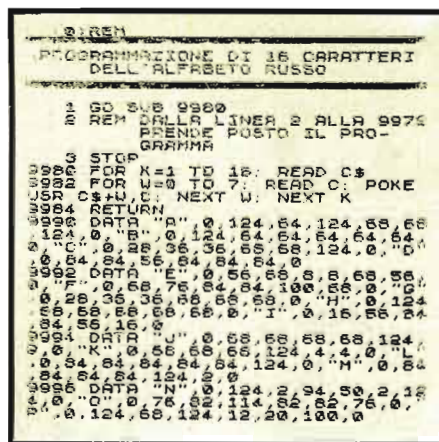 0 REM
PROGRAMMAZIONE DI 16 CARATTERI
DELL'ALFABETO RUSSO
1 GO SUB 9980
2 REM DALLA LINEA 2 ALLA 9979
PRENDE POSTO IL PRO-
GRAMMA
3 STOP
9980 FOR K=1 TO 16: READ C$
9982 FOR W=0 TO 7: READ C: POKE
USR C$+W,C: NEXT W: NEXT K
9984 RETURN
9990 DATA "A",0,124,64,124,68,68
,124,0,"B",0,124,64,64,64,64,64,
0,"C",0,28,36,36,68,68,124,0,"D"
,0,84,84,56,84,84,84,0
9992 DATA "E",0,56,68,8,8,68,56,
0,"F",0,68,76,84,84,100,68,0,"G"
,0,28,36,36,68,68,68,0,"H",0,124
,68,68,68,68,68,0,"I",0,16,56,84
,84,56,16,0
9994 DATA "J",0,68,68,68,68,124,
0,"K",0,68,68,68,124,4,4,0,"L"
,0,84,84,84,84,84,124,0,"M",0,84
,84,84,84,124,
9996 DATA "N",0,124,2,94,50,2,
0,"O",0,76,82,114,82,82,76,0,
,0,124,68,124,12,20,100,0